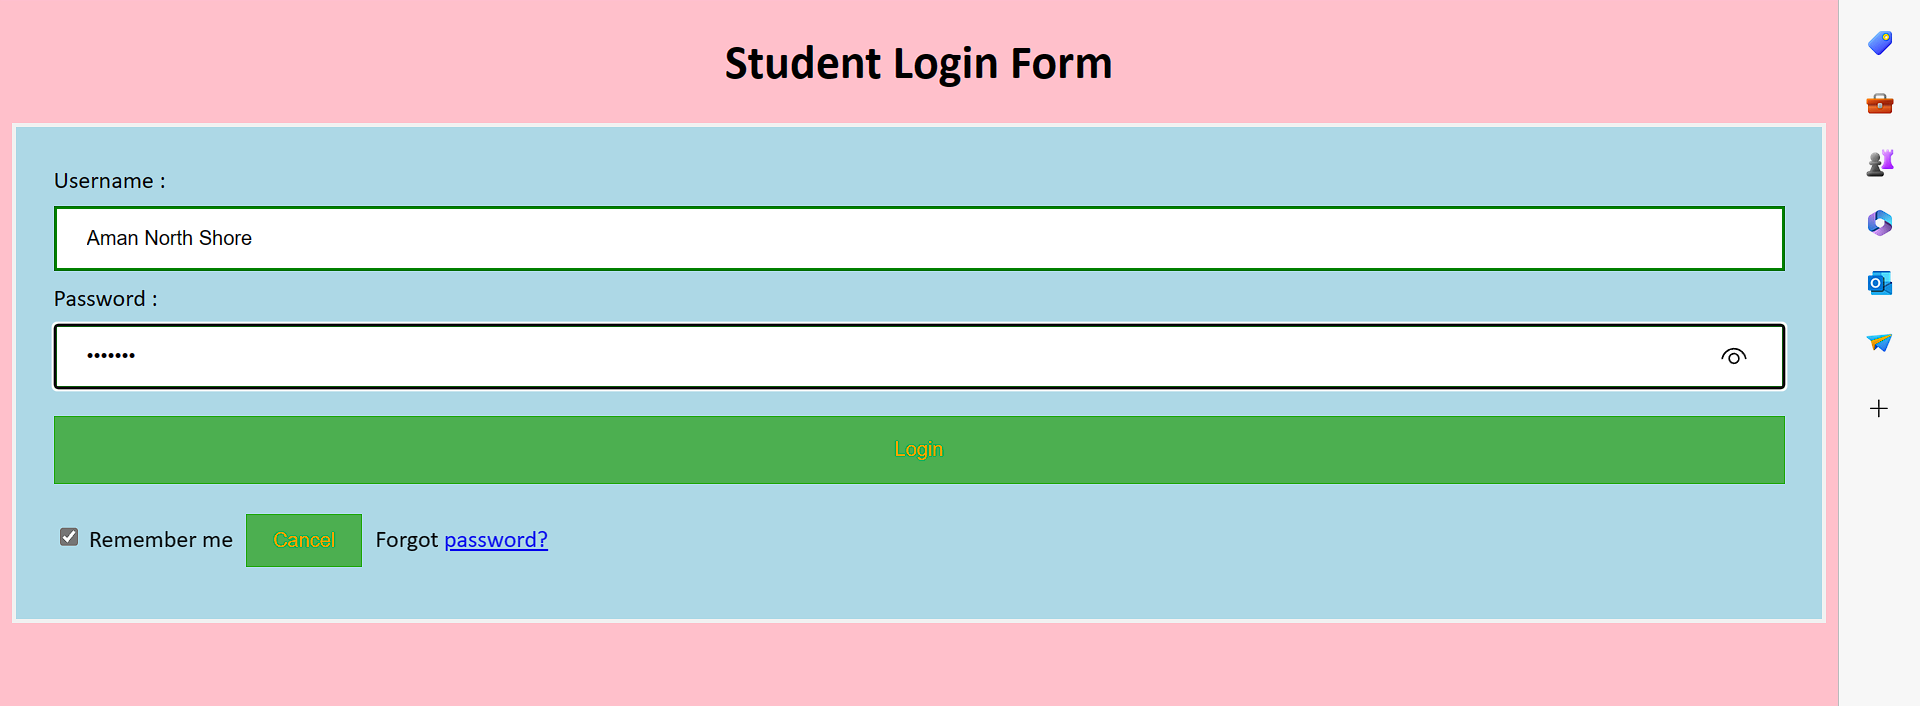 Student Login Form
Username :
Aman North Shore
Password :
•••••••
Login
Remember me Cancel Forgot password?